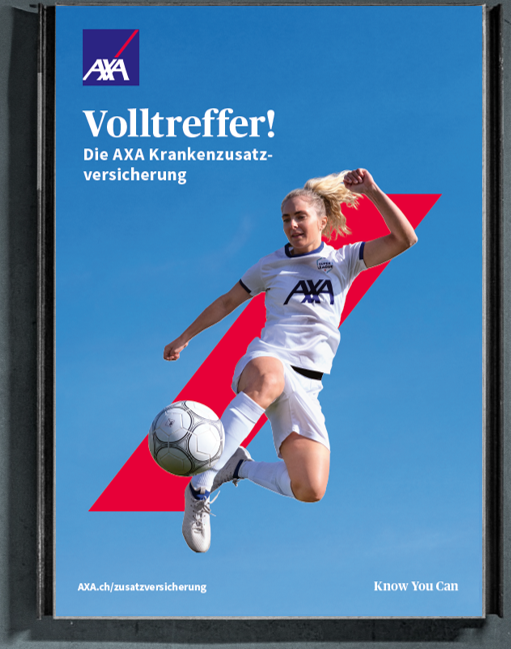 AXA
Volltreffer!
Die AXA Krankenzusatz-
versicherung
AXA
AXA.ch/zusatzversicherung
Know You Can